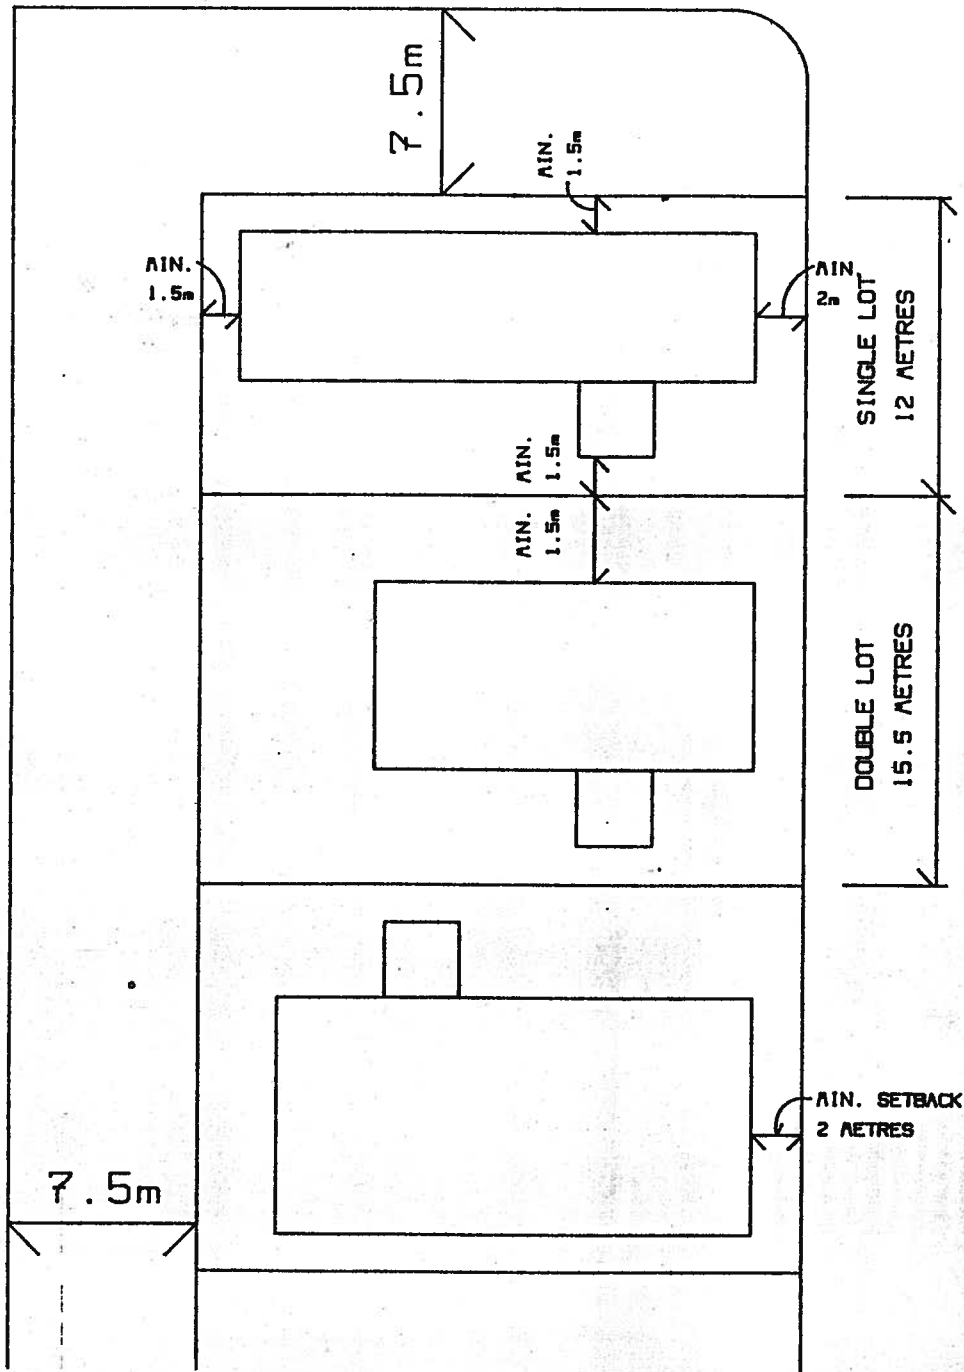 7.5m
MIN.
1.5m
MIN.
1.5m
MIN.
2m
SINGLE LOT
12 METRES
MIN.
1.5m
MIN.
1.5m
DOUBLE LOT
15.5 METRES
MIN. SETBACK
2 METRES
7.5m